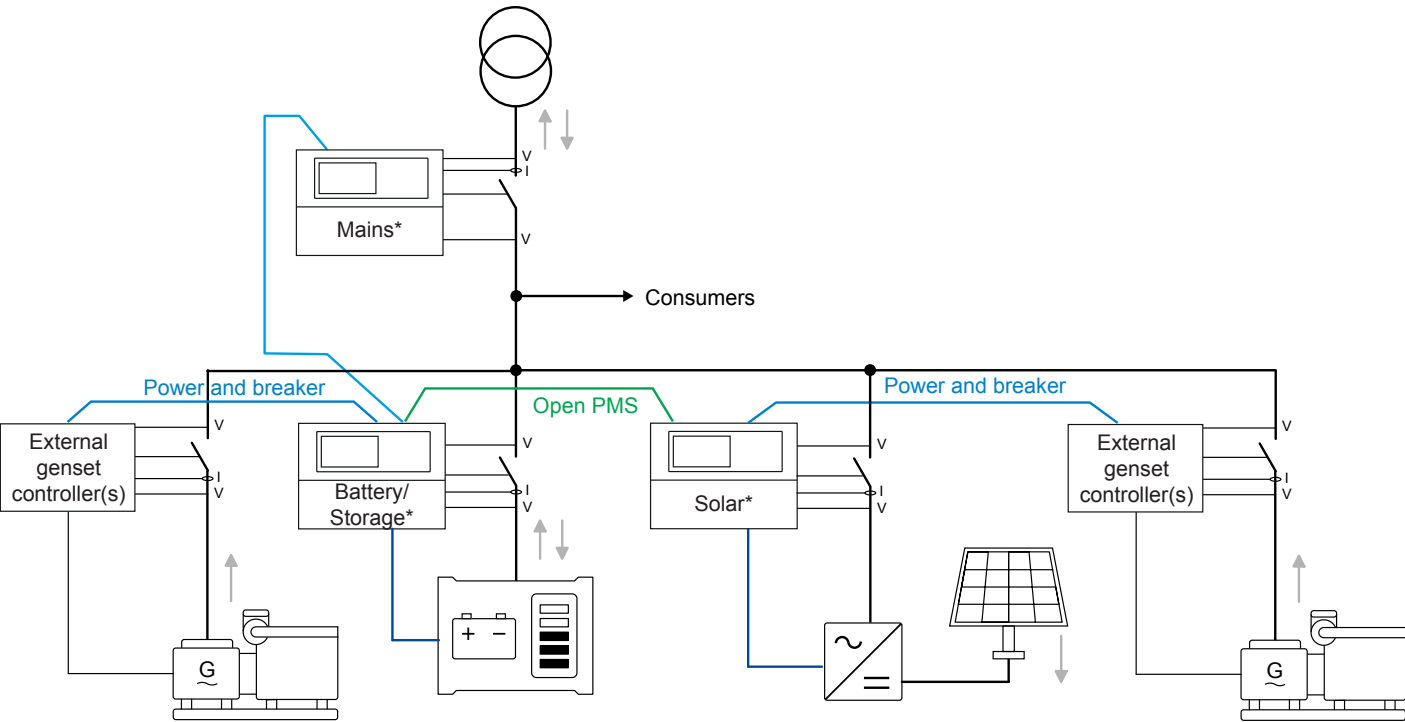 V
I
Mains*
V
Consumers
Power and breaker
Open PMS
Power and breaker
External
genset
controller(s)
V
I
V
Battery/
Storage*
V
I
V
Solar*
V
I
V
External
genset
controller(s)
V
I
V
+ −
G
~
~
=
G
~